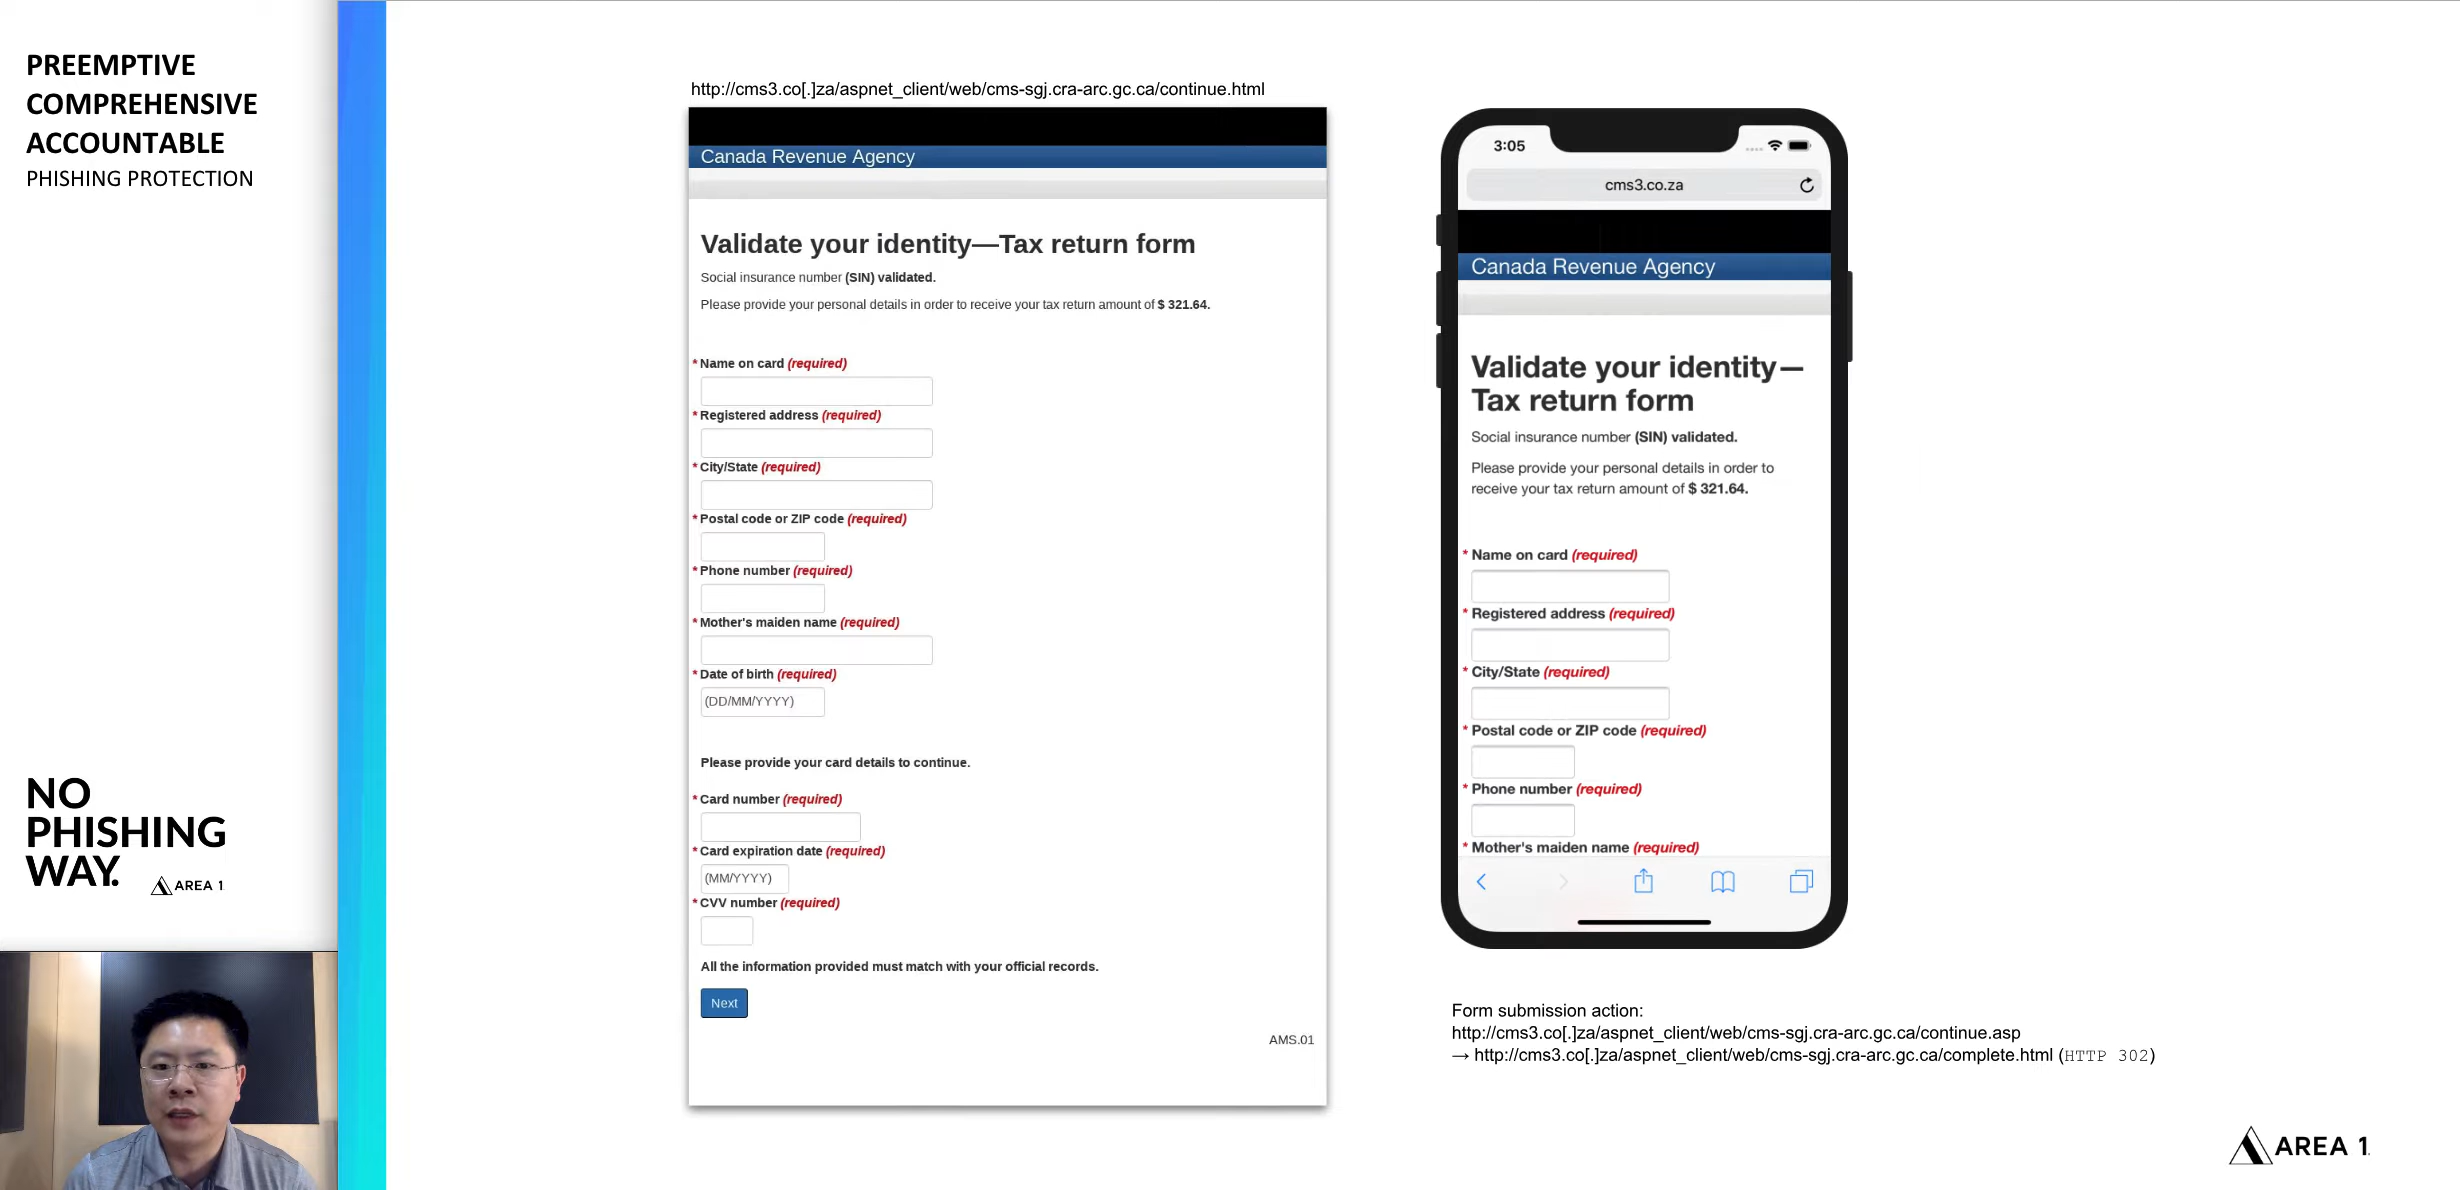 PREEMPTIVE
COMPREHENSIVE
ACCOUNTABLE
PHISHING PROTECTION
NO
PHISHING
WAY.
AREA 1
http://cms3.co[.]za/aspnet_client/web/cms-sgj.cra-arc.gc.ca/continue.html
Canada Revenue Agency
Validate your identity—Tax return form
Social insurance number (SIN) validated.
Please provide your personal details in order to receive your tax return amount of $ 321.64.
* Name on card (required)
* Registered address (required)
* City/State (required)
* Postal code or ZIP code (required)
* Phone number (required)
* Mother's maiden name (required)
* Date of birth (required)
(DD/MM/YYYY)
Please provide your card details to continue.
* Card number (required)
* Card expiration date (required)
(MM/YYYY)
* CVV number (required)
All the information provided must match with your official records.
Next
AMS.01
3:05
cms3.co.za
Canada Revenue Agency
Validate your identity—
Tax return form
Social insurance number (SIN) validated.
Please provide your personal details in order to
receive your tax return amount of $ 321.64.
* Name on card (required)
* Registered address (required)
* City/State (required)
* Postal code or ZIP code (required)
* Phone number (required)
* Mother's maiden name (required)
Form submission action:
http://cms3.co[.]za/aspnet_client/web/cms-sgj.cra-arc.gc.ca/continue.asp
→ http://cms3.co[.]za/aspnet_client/web/cms-sgj.cra-arc.gc.ca/complete.html (HTTP 302)
AREA 1